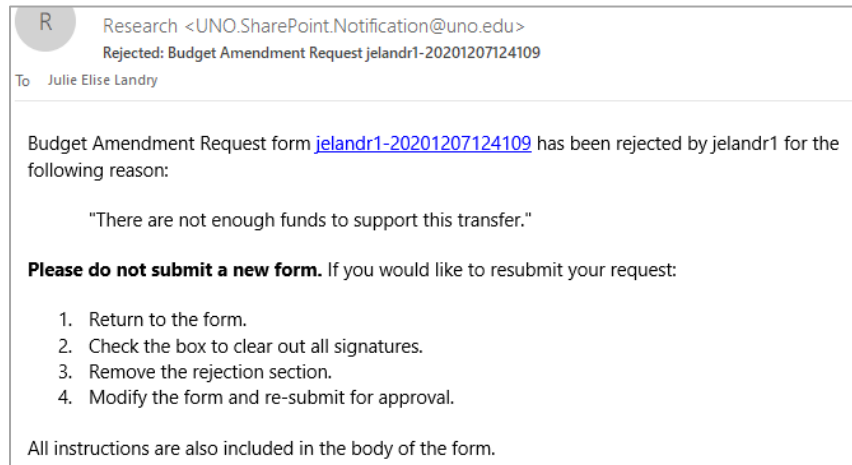 R
Research <UNO.SharePoint.Notification@uno.edu>
Rejected: Budget Amendment Request jelandr1-20201207124109
To Julie Elise Landry
Budget Amendment Request form jelandr1-20201207124109 has been rejected by jelandr1 for the
following reason:
"There are not enough funds to support this transfer."
Please do not submit a new form. If you would like to resubmit your request:
1. Return to the form.
2. Check the box to clear out all signatures.
3. Remove the rejection section.
4. Modify the form and re-submit for approval.
All instructions are also included in the body of the form.